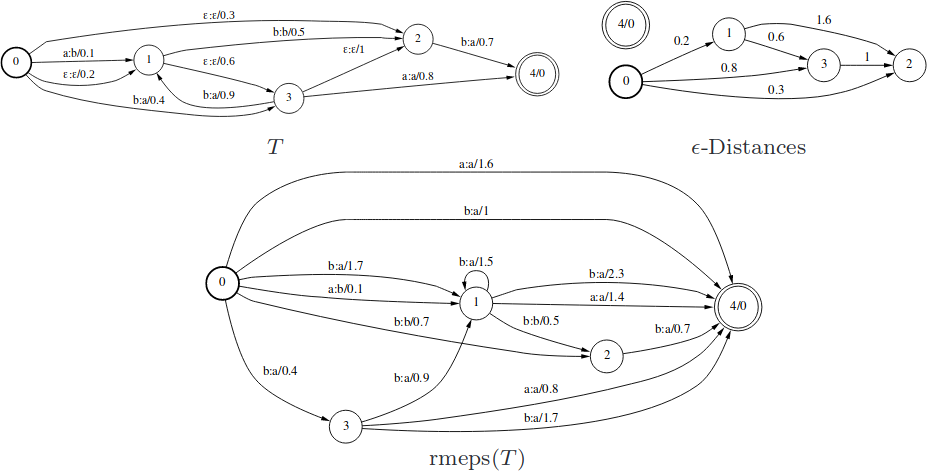 ε:ε/0.3
b:b/0.5
0
a:b/0.1
1
2
ε:ε/1
b:a/0.7
ε:ε/0.2
ε:ε/0.6
a:a/0.8
4/0
b:a/0.4
b:a/0.9
3
T
4/0
0.2
1
1.6
0.6
0
0.8
3
1
2
0.3
ϵ-Distances
a:a/1.6
b:a/1
0
b:a/1.7
b:a/1.5
b:a/2.3
a:b/0.1
1
a:a/1.4
4/0
b:b/0.7
b:b/0.5
b:a/0.7
2
b:a/0.4
b:a/0.9
a:a/0.8
3
b:a/1.7
rmeps(T)